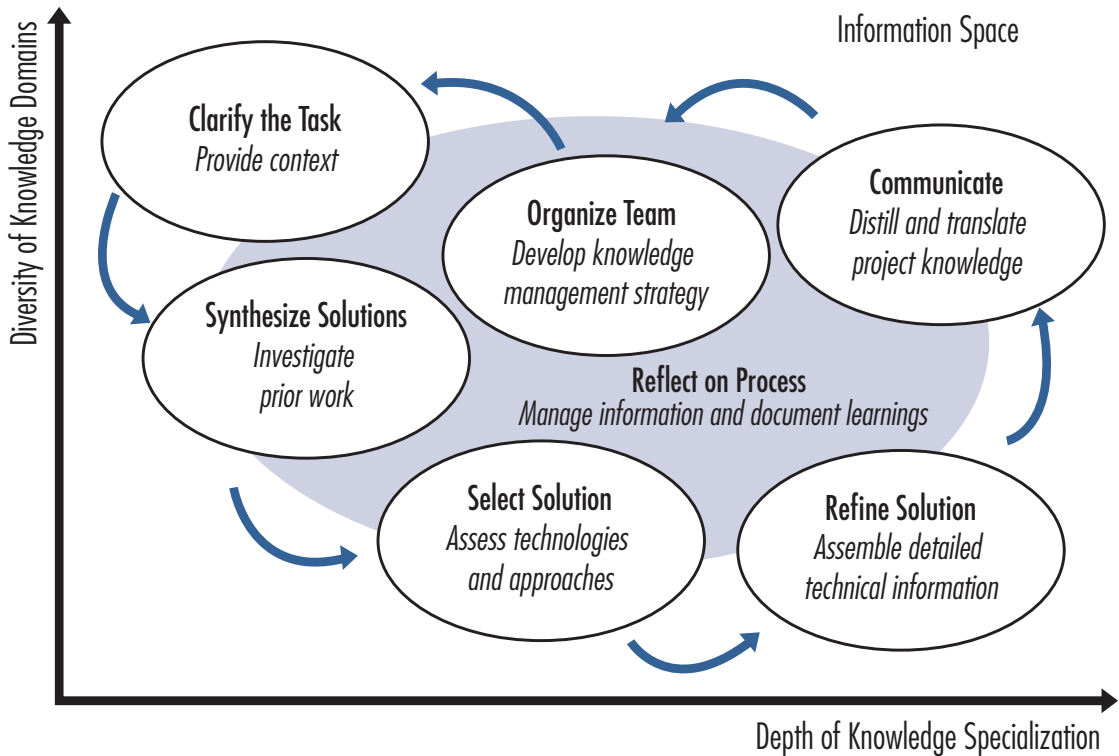 Diversity of Knowledge Domains
Information Space
Clarify the Task
Provide context
Organize Team
Develop knowledge
management strategy
Communicate
Distill and translate
project knowledge
Synthesize Solutions
Investigate
prior work
Reflect on Process
Manage information and document learnings
Select Solution
Assess technologies
and approaches
Refine Solution
Assemble detailed
technical information
Depth of Knowledge Specialization